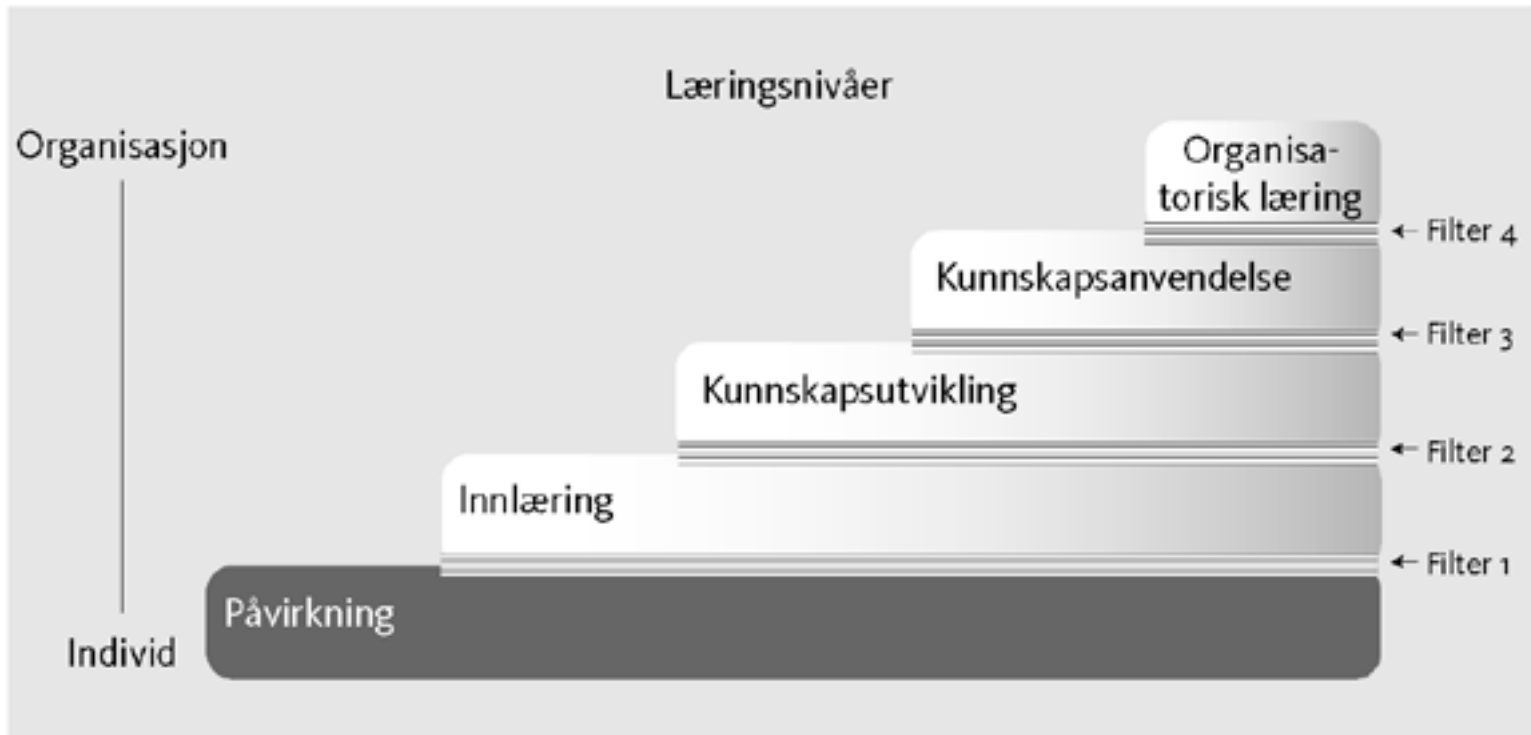 Læringsnivåer
Organisasjon
Organisa-
torisk læring
← Filter 4
Kunnskapsanvendelse
← Filter 3
Kunnskapsutvikling
← Filter 2
Innlæring
← Filter 1
Påvirkning
Individ